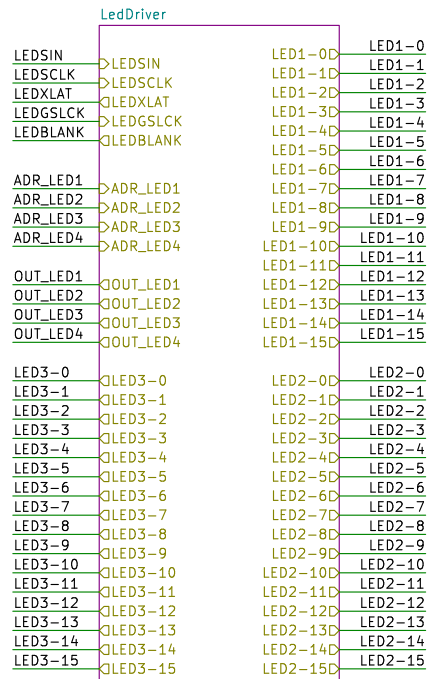 LedDriver
LEDSIN
LEDSCLK
LEDXLAT
LEDGSLCK
LEDBLANK
ADR_LED1
ADR_LED2
ADR_LED3
ADR_LED4
OUT_LED1
OUT_LED2
OUT_LED3
OUT_LED4
LED3-0
LED3-1
LED3-2
LED3-3
LED3-4
LED3-5
LED3-6
LED3-7
LED3-8
LED3-9
LED3-10
LED3-11
LED3-12
LED3-13
LED3-14
LED3-15
LEDSIN
LEDSCLK
LEDXLAT
LEDGSLCK
LEDBLANK
ADR_LED1
ADR_LED2
ADR_LED3
ADR_LED4
OUT_LED1
OUT_LED2
OUT_LED3
OUT_LED4
LED3-0
LED3-1
LED3-2
LED3-3
LED3-4
LED3-5
LED3-6
LED3-7
LED3-8
LED3-9
LED3-10
LED3-11
LED3-12
LED3-13
LED3-14
LED3-15
LED1-0
LED1-1
LED1-2
LED1-3
LED1-4
LED1-5
LED1-6
LED1-7
LED1-8
LED1-9
LED1-10
LED1-11
LED1-12
LED1-13
LED1-14
LED1-15
LED2-0
LED2-1
LED2-2
LED2-3
LED2-4
LED2-5
LED2-6
LED2-7
LED2-8
LED2-9
LED2-10
LED2-11
LED2-12
LED2-13
LED2-14
LED2-15
LED1-0
LED1-1
LED1-2
LED1-3
LED1-4
LED1-5
LED1-6
LED1-7
LED1-8
LED1-9
LED1-10
LED1-11
LED1-12
LED1-13
LED1-14
LED1-15
LED2-0
LED2-1
LED2-2
LED2-3
LED2-4
LED2-5
LED2-6
LED2-7
LED2-8
LED2-9
LED2-10
LED2-11
LED2-12
LED2-13
LED2-14
LED2-15